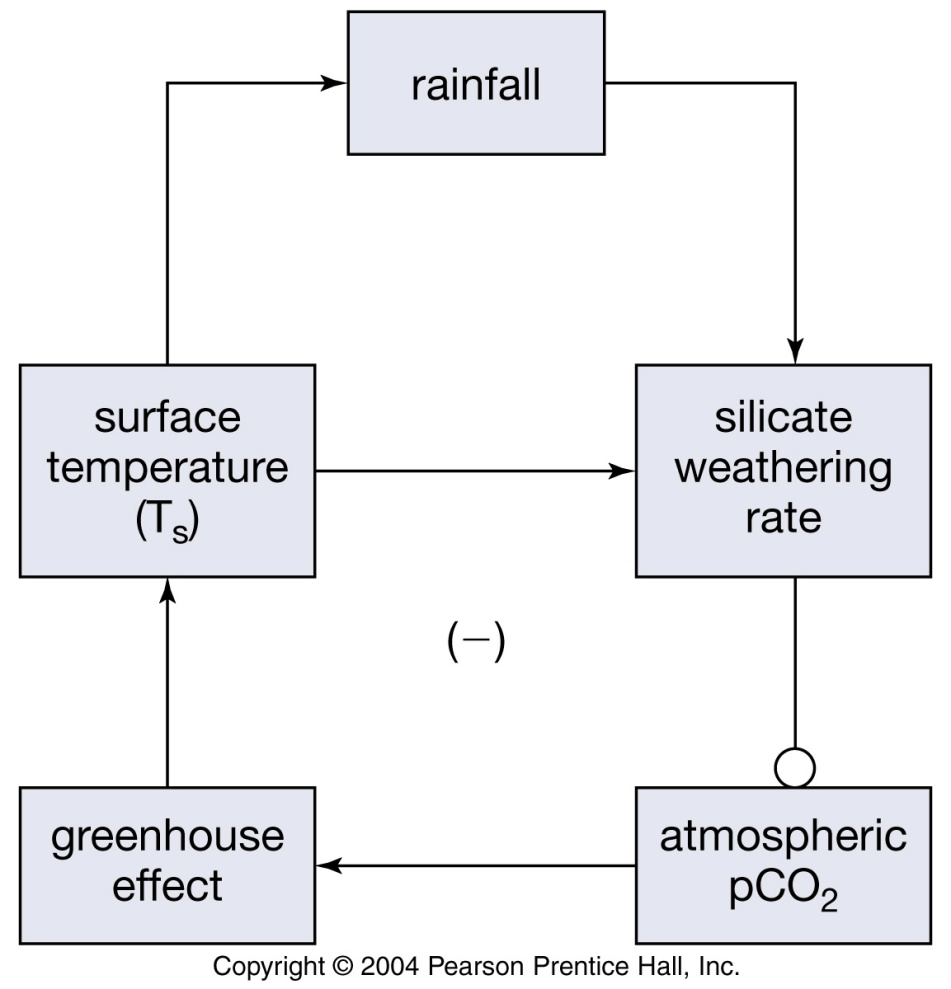 rainfall
surface
temperature
(Tₛ)
silicate
weathering
rate
(−)
greenhouse
effect
atmospheric
pCO₂
Copyright © 2004 Pearson Prentice Hall, Inc.